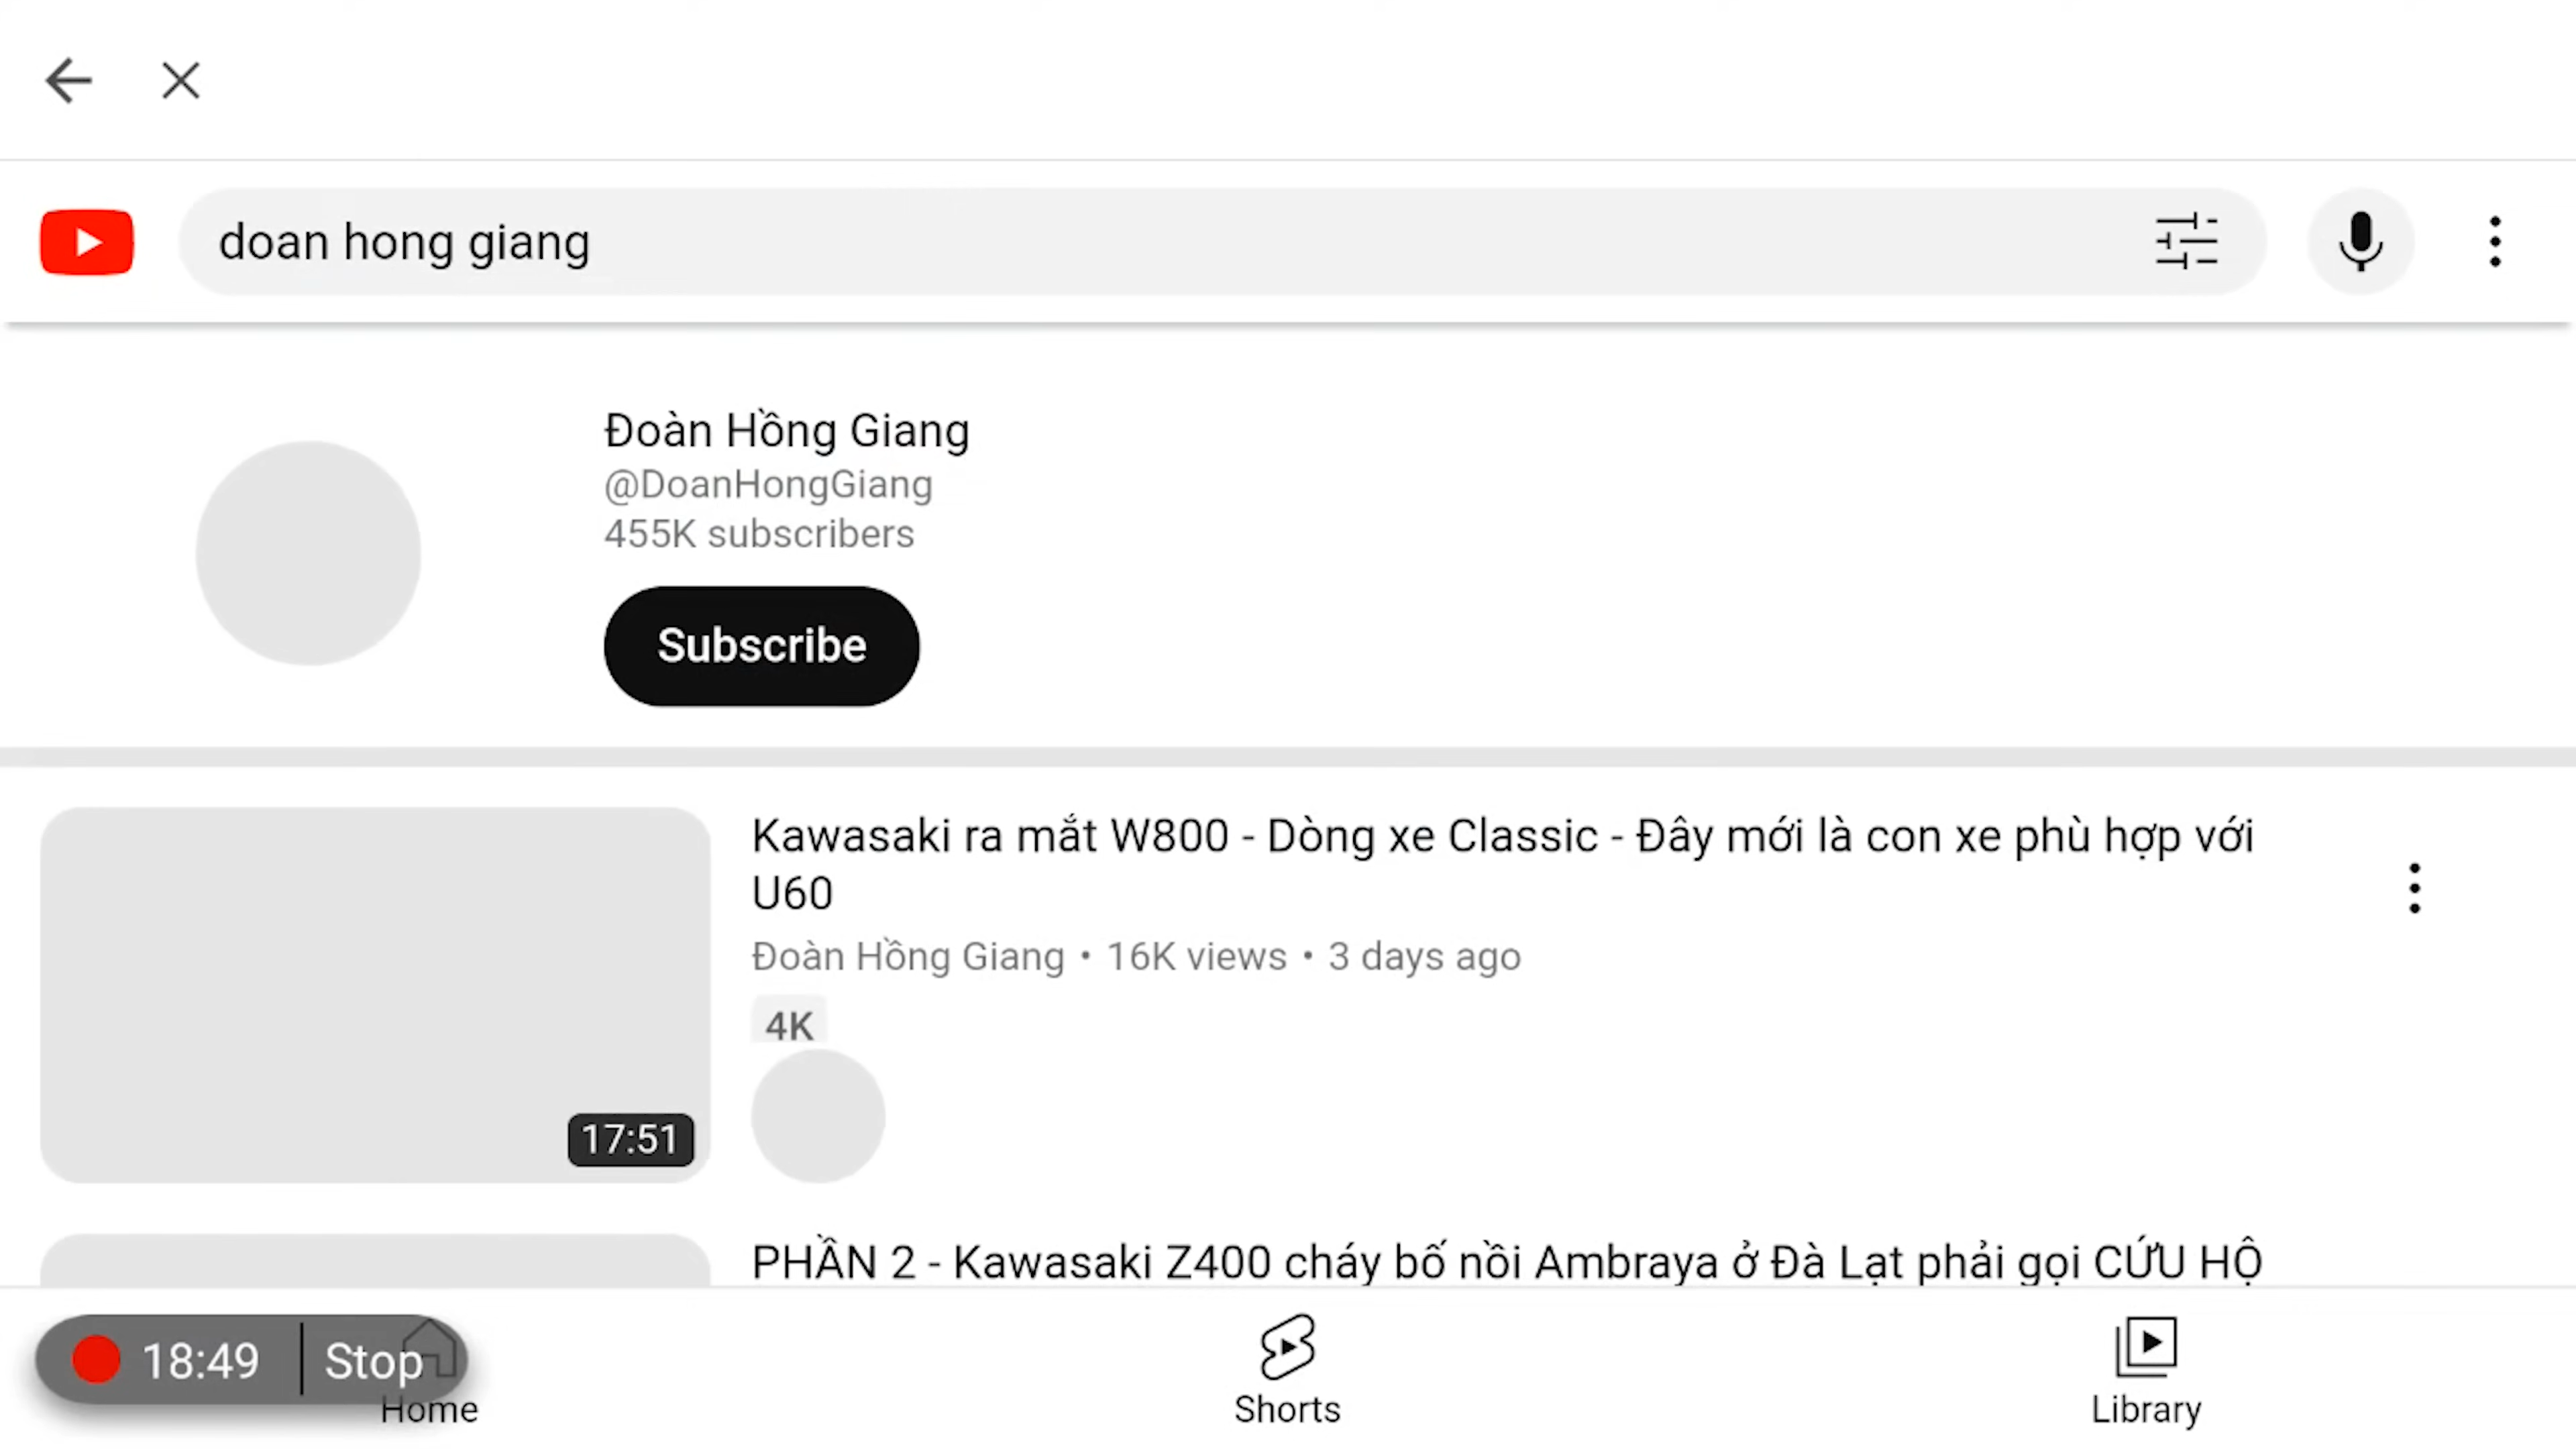 doan hong giang
Đoàn Hồng Giang
@DoanHongGiang
455K subscribers
Subscribe
Kawasaki ra mắt W800 - Dòng xe Classic - Đây mới là con xe phù hợp với
U60
Đoàn Hồng Giang • 16K views • 3 days ago
4K
17:51
PHẦN 2 - Kawasaki Z400 cháy bố nồi Ambraya ở Đà Lạt phải gọi CỨU HỘ
18:49 Stop
Home
Shorts
Library